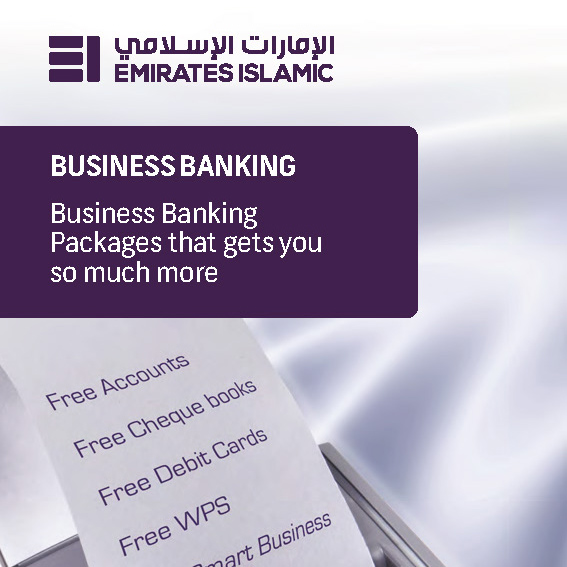 الإمارات الإسلامي
EMIRATES ISLAMIC
BUSINESS BANKING
Business Banking
Packages that gets you
so much more
Free Accounts
Free Cheque books
Free Debit Cards
Free WPS
Smart Business